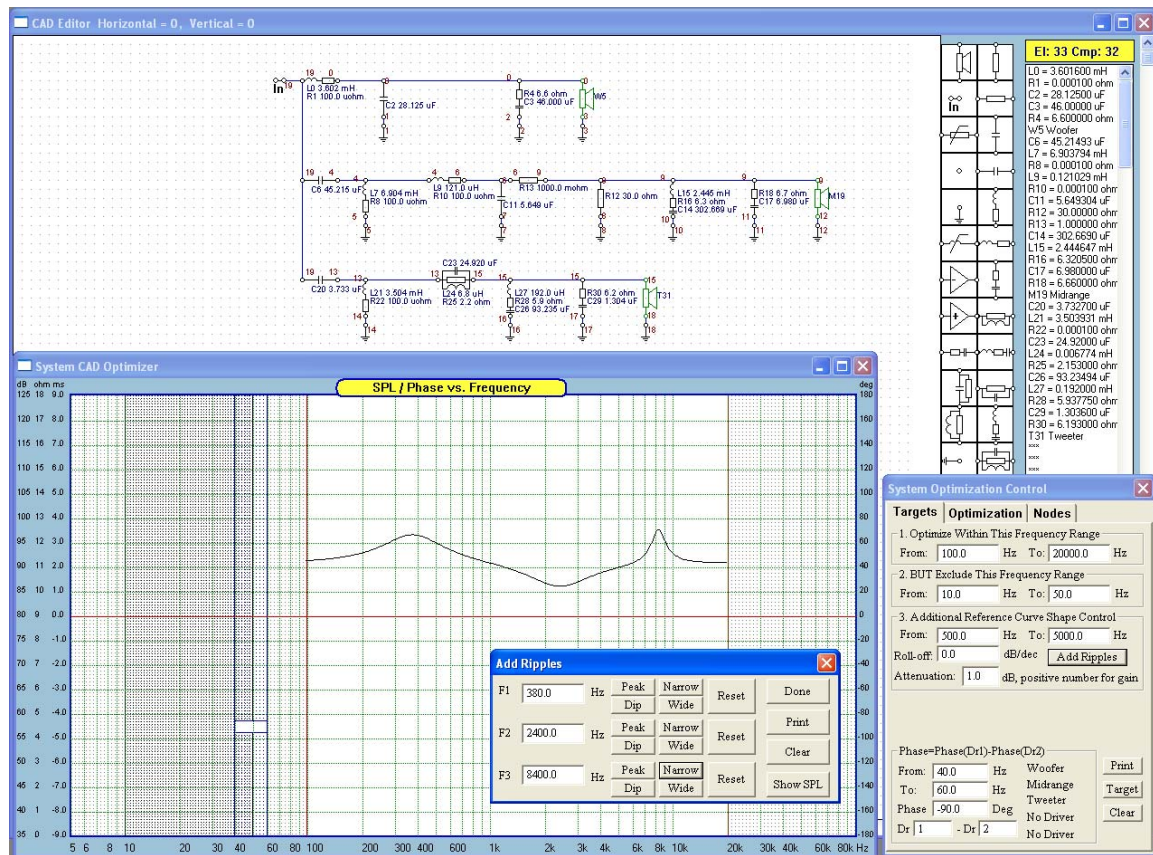 CAD Editor Horizontal = 0, Vertical = 0
El: 33 Cmp: 32
In
19
19
0
L0 3.602 mH
R1 100.0 uohm
C2 28.125 uF
R4 6.6 ohm
C3 46.000 uF
W5
19
4
C6 45.215 uF
L7 6.904 mH
R8 100.0 uohm
L9 121.0 uH
R10 100.0 uohm
C11 5.649 uF
R13 1000.0 mohm
R12 30.0 ohm
L15 2.445 mH
R16 6.3 ohm
C14 302.669 uF
R18 6.7 ohm
C17 6.980 uF
M19
19
13
C20 3.733 uF
L21 3.504 mH
R22 100.0 uohm
C23 24.920 uF
L24 6.8 uH
R25 2.2 ohm
L27 192.0 uH
R28 5.9 ohm
C26 93.235 uF
R30 6.2 ohm
C29 1.304 uF
T31
In
L0 = 3.601600 mH
R1 = 0.000100 ohm
C2 = 28.12500 uF
C3 = 46.00000 uF
R4 = 6.600000 ohm
W5 Woofer
C6 = 45.21493 uF
L7 = 6.903794 mH
R8 = 0.000100 ohm
L9 = 0.121029 mH
R10 = 0.000100 ohm
C11 = 5.649304 uF
R12 = 30.00000 ohm
R13 = 1.000000 ohm
C14 = 302.6690 uF
L15 = 2.444647 mH
R16 = 6.320500 ohm
C17 = 6.980000 uF
R18 = 6.660000 ohm
M19 Midrange
C20 = 3.732700 uF
L21 = 3.503931 mH
R22 = 0.000100 ohm
C23 = 24.92000 uF
L24 = 0.006774 mH
R25 = 2.153000 ohm
C26 = 93.23494 uF
L27 = 0.192000 mH
R28 = 5.937750 ohm
C29 = 1.303600 uF
R30 = 6.193000 ohm
T31 Tweeter
***
***
***
System CAD Optimizer
SPL / Phase vs. Frequency
dB ohm ms
deg
125 18 9.0 180
120 17 8.0 160
115 16 7.0 140
110 15 6.0 120
105 14 5.0 100
100 13 4.0 80
95 12 3.0 60
90 11 2.0 40
85 10 1.0 20
80 9 0.0 0
75 8 -1.0 -20
70 7 -2.0 -40
65 6 -3.0 -60
60 5 -4.0 -80
55 4 -5.0 -100
50 3 -6.0 -120
45 2 -7.0 -140
40 1 -8.0 -160
35 0 -9.0 -180
5 6 8 10 20 30 40 60 80 100 200 300 400 600 1k 2k 3k 4k 6k 8k 10k 20k 30k 40k 60k 80k Hz
Add Ripples
F1 380.0 Hz Peak Narrow Reset Done
Dip Wide
F2 2400.0 Hz Peak Narrow Reset Print
Dip Wide Clear
F3 8400.0 Hz Peak Narrow Reset Show SPL
Dip Wide
System Optimization Control
Targets Optimization Nodes
1. Optimize Within This Frequency Range
From: 100.0 Hz To: 20000.0 Hz
2. BUT Exclude This Frequency Range
From: 10.0 Hz To: 50.0 Hz
3. Additional Reference Curve Shape Control
From: 500.0 Hz To: 5000.0 Hz
Roll-off: 0.0 dB/dec Add Ripples
Attenuation: 1.0 dB, positive number for gain
Phase=Phase(Dr1)-Phase(Dr2)
From: 40.0 Hz Woofer Print
To: 60.0 Hz Midrange Target
Tweeter
Phase -90.0 Deg No Driver Clear
Dr 1 - Dr 2 No Driver